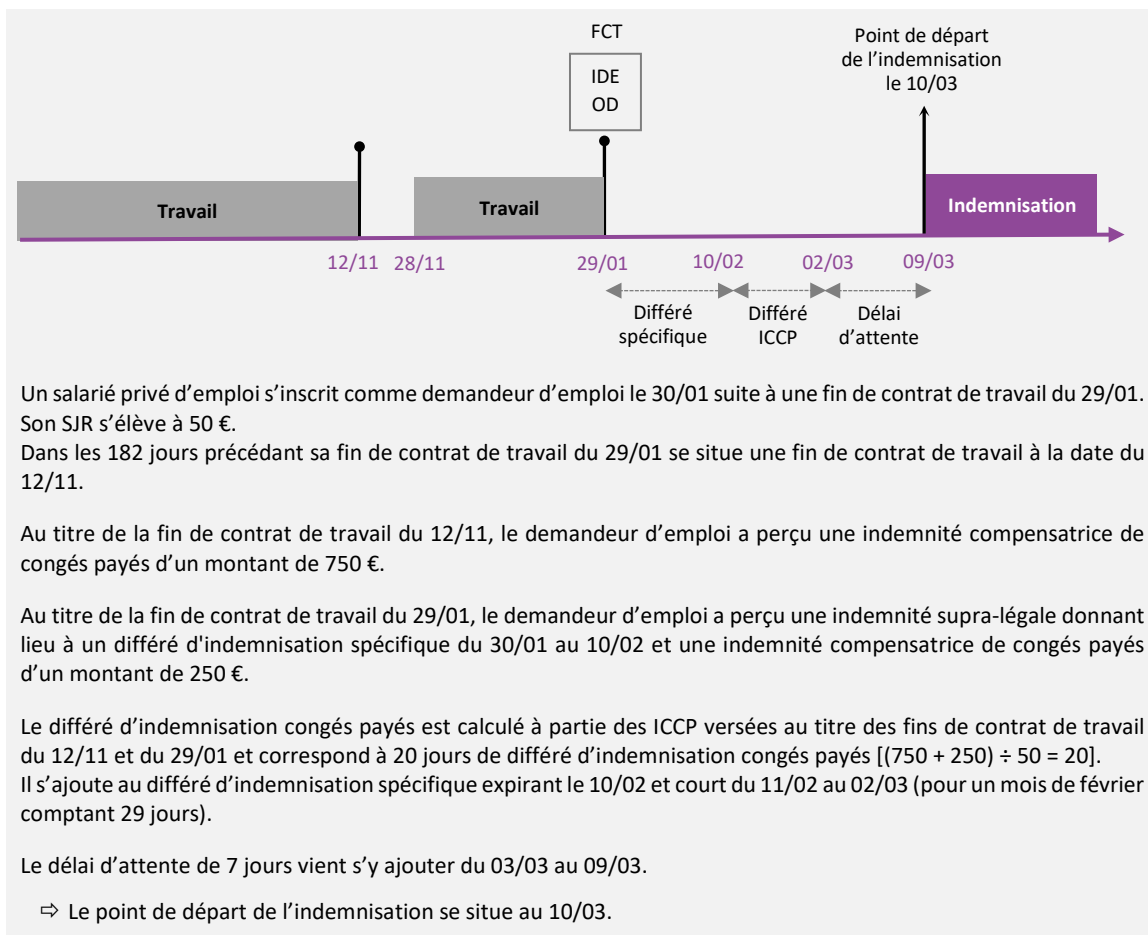 FCT
IDE
OD
Point de départ
de l’indemnisation
le 10/03
Travail
Travail
Indemnisation
12/11 28/11 29/01 10/02 02/03 09/03
Différé
spécifique
Différé
ICCP
Délai
d’attente
Un salarié privé d’emploi s’inscrit comme demandeur d’emploi le 30/01 suite à une fin de contrat de travail du 29/01.
Son SJR s’élève à 50 €.
Dans les 182 jours précédant sa fin de contrat de travail du 29/01 se situe une fin de contrat de travail à la date du
12/11.
Au titre de la fin de contrat de travail du 12/11, le demandeur d’emploi a perçu une indemnité compensatrice de
congés payés d’un montant de 750 €.
Au titre de la fin de contrat de travail du 29/01, le demandeur d’emploi a perçu une indemnité supra-légale donnant
lieu à un différé d'indemnisation spécifique du 30/01 au 10/02 et une indemnité compensatrice de congés payés
d’un montant de 250 €.
Le différé d’indemnisation congés payés est calculé à partie des ICCP versées au titre des fins de contrat de travail
du 12/11 et du 29/01 et correspond à 20 jours de différé d’indemnisation congés payés [(750 + 250) ÷ 50 = 20].
Il s’ajoute au différé d’indemnisation spécifique expirant le 10/02 et court du 11/02 au 02/03 (pour un mois de février
comptant 29 jours).
Le délai d’attente de 7 jours vient s’y ajouter du 03/03 au 09/03.
⇨ Le point de départ de l’indemnisation se situe au 10/03.